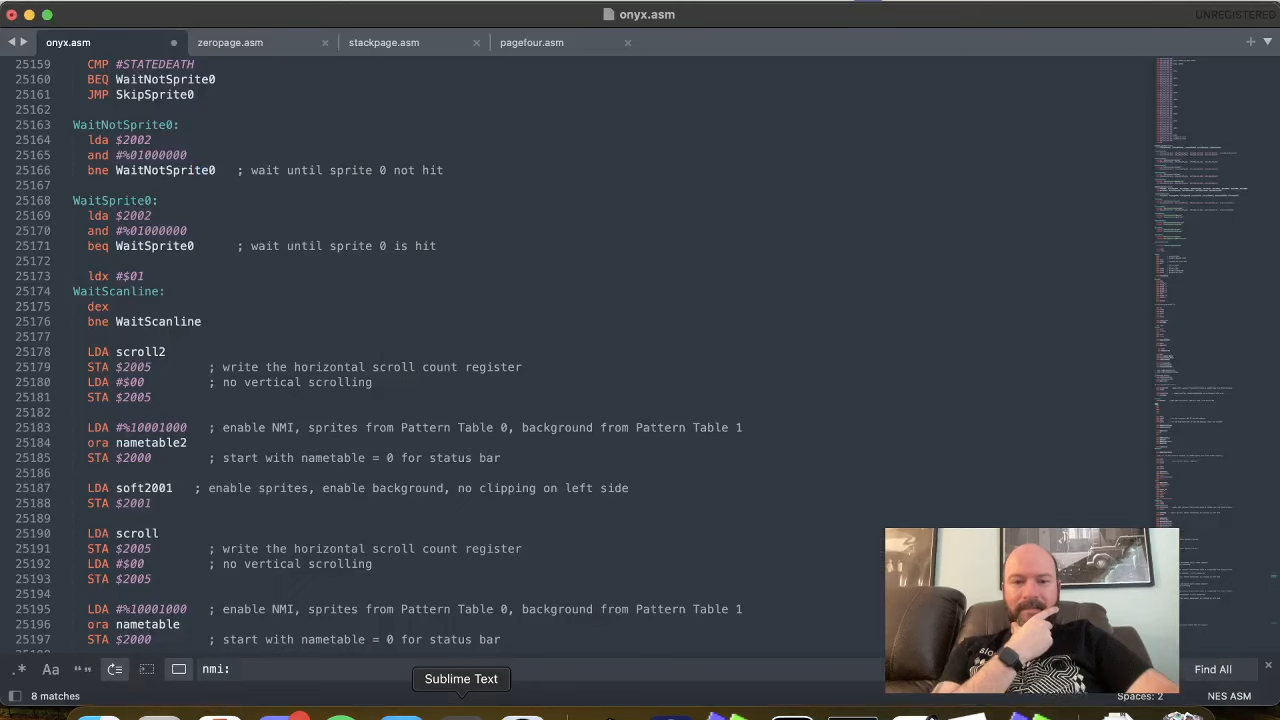 onyx.asm
UNREGISTERED
onyx.asm
zeropage.asm
stackpage.asm
pagefour.asm
25159 CMP #STATEDEATH
25160 BEQ WaitNotSprite0
25161 JMP SkipSprite0
25162
25163 WaitNotSprite0:
25164 lda $2002
25165 and #%01000000
25166 bne WaitNotSprite0 ; wait until sprite 0 not hit
25167
25168 WaitSprite0:
25169 lda $2002
25170 and #%01000000
25171 beq WaitSprite0 ; wait until sprite 0 is hit
25172
25173 ldx #$01
25174 WaitScanline:
25175 dex
25176 bne WaitScanline
25177
25178 LDA scroll2
25179 STA $2005 ; write the horizontal scroll count register
25180 LDA #$00 ; no vertical scrolling
25181 STA $2005
25182
25183 LDA #%10001000 ; enable NMI, sprites from Pattern Table 0, background from Pattern Table 1
25184 ora nametable2
25185 STA $2000 ; start with nametable = 0 for status bar
25186
25187 LDA soft2001 ; enable sprites, enable background, no clipping on left side
25188 STA $2001
25189
25190 LDA scroll
25191 STA $2005 ; write the horizontal scroll count register
25192 LDA #$00 ; no vertical scrolling
25193 STA $2005
25194
25195 LDA #%10001000 ; enable NMI, sprites from Pattern Table 0, background from Pattern Table 1
25196 ora nametable
25197 STA $2000 ; start with nametable = 0 for status bar
.* Aa “” nmi:
Find All
Sublime Text
8 matches
Spaces: 2
NES ASM